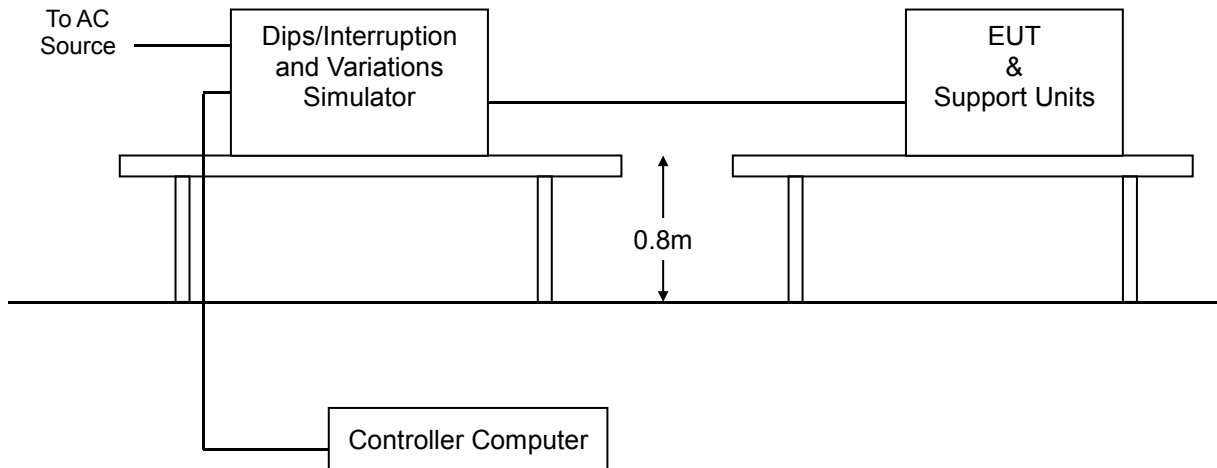 To AC
Source
Dips/Interruption
and Variations
Simulator
EUT
&
Support Units
0.8m
Controller Computer